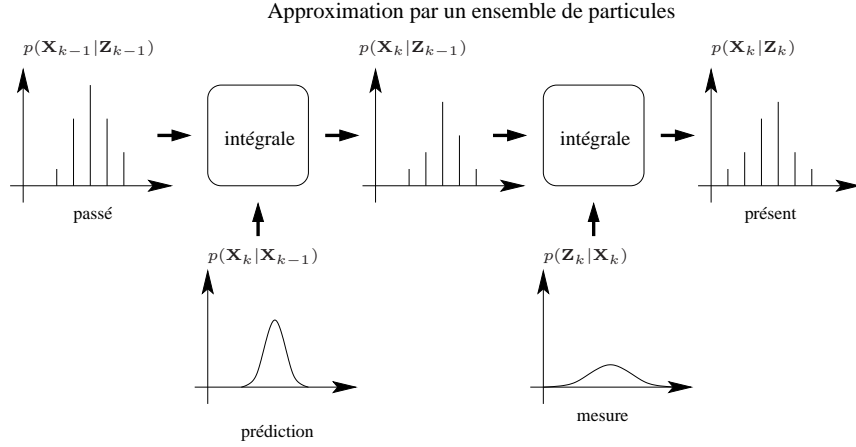 Approximation par un ensemble de particules
p(X_{k−1}|Z_{k−1})
p(X_k|Z_{k−1})
p(X_k|Z_k)
intégrale
intégrale
passé
présent
p(X_k|X_{k−1})
p(Z_k|X_k)
prédiction
mesure